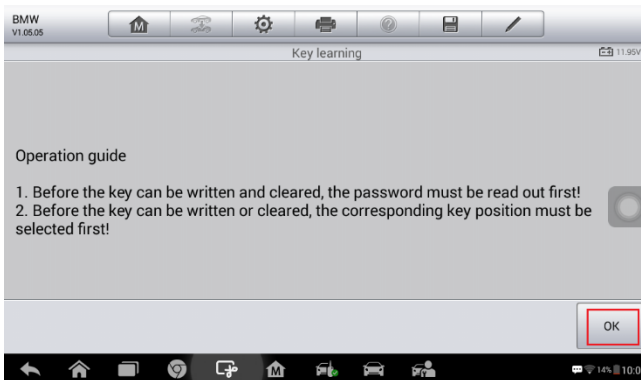 BMW
V1.05.05
Key learning
11.95V
Operation guide
1. Before the key can be written and cleared, the password must be read out first!
2. Before the key can be written or cleared, the corresponding key position must be
selected first!
OK
14% 10:0